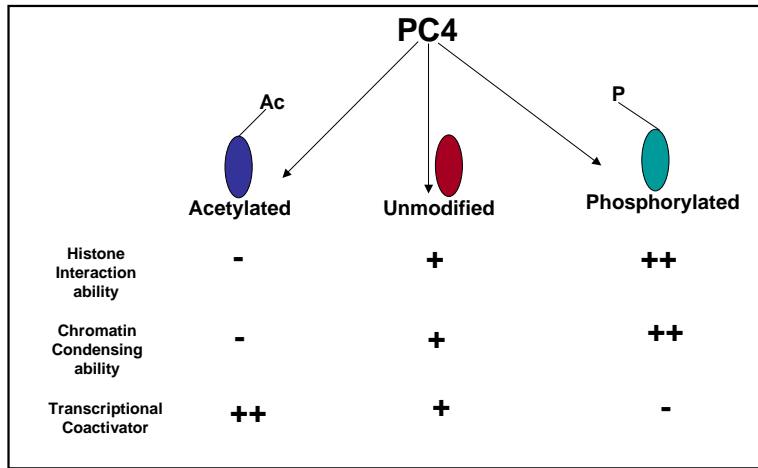 PC4
Ac
P
Acetylated Unmodified Phosphorylated
Histone
Interaction
ability
- + ++
Chromatin
Condensing
ability
- + ++
Transcriptional
Coactivator
++ + -